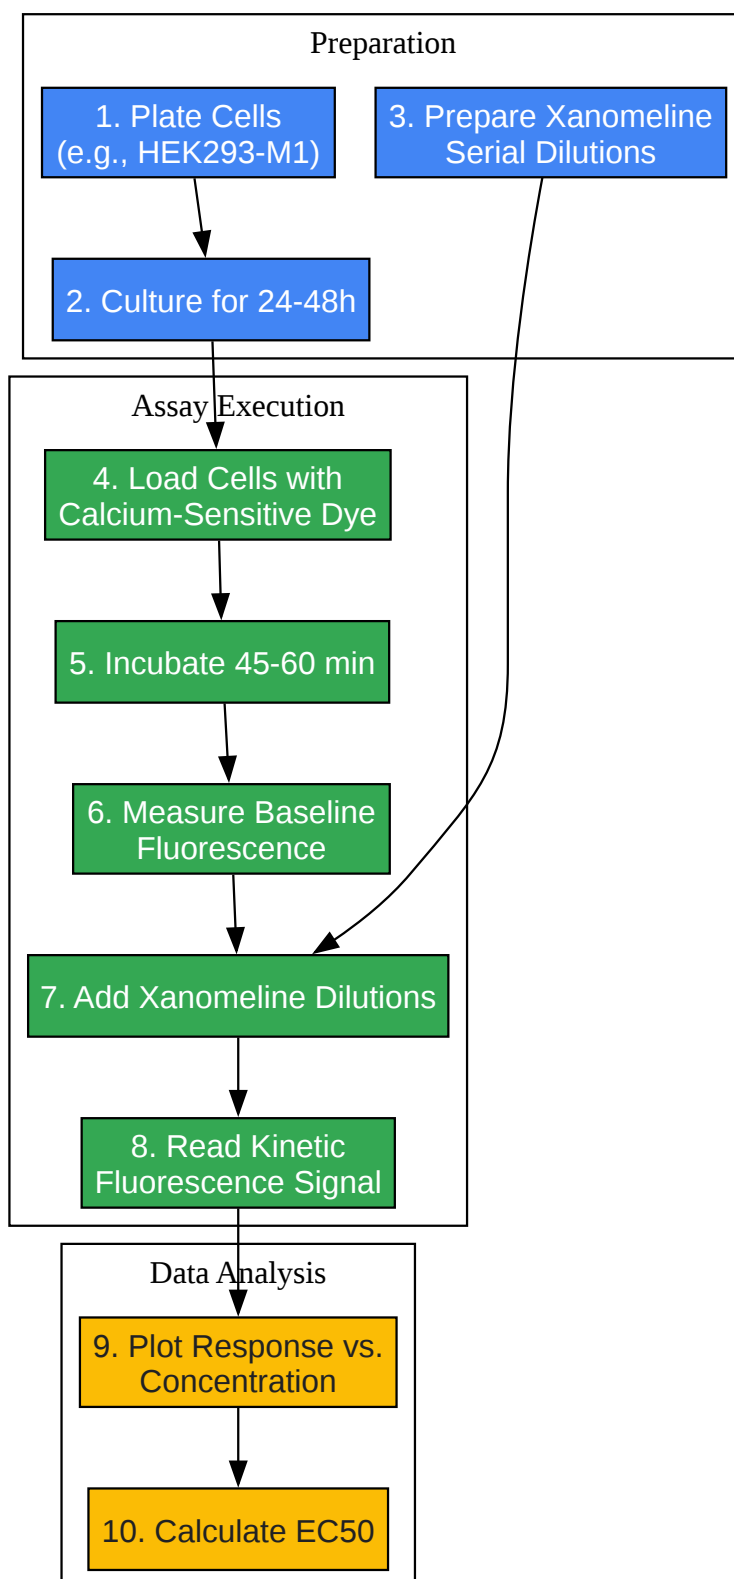 Preparation
1. Plate Cells
(e.g., HEK293-M1)
3. Prepare Xanomeline
Serial Dilutions
2. Culture for 24-48h
Assay Execution
4. Load Cells with
Calcium-Sensitive Dye
5. Incubate 45-60 min
6. Measure Baseline
Fluorescence
7. Add Xanomeline Dilutions
8. Read Kinetic
Fluorescence Signal
Data Analysis
9. Plot Response vs.
Concentration
10. Calculate EC50